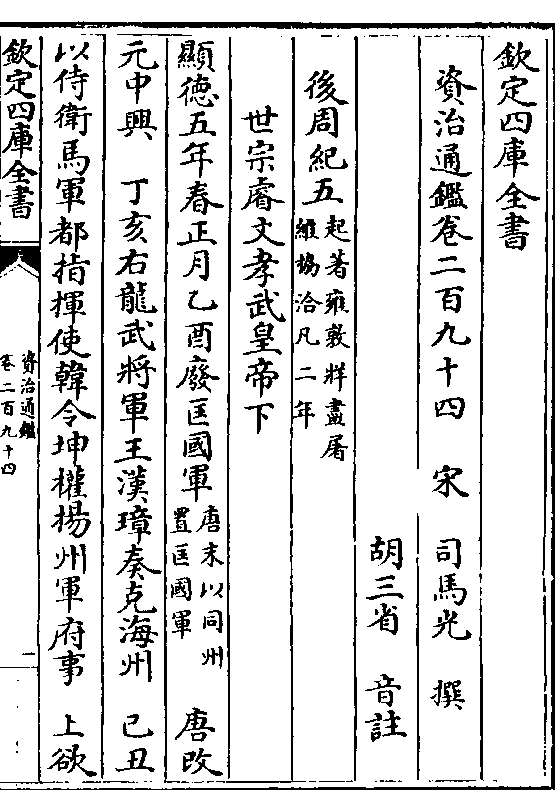 欽定四庫全書
資治通鑑卷二百九十四　宋　司馬光　撰
胡三省　音註
後周紀五起著雍敦牂盡屠
維協洽凡二年
世宗睿文孝武皇帝下
顯德五年春正月乙酉廢匡國軍唐末以同州
置匡國軍　唐改
元中興　丁亥右龍武將軍王漢璋奏克海州　己丑
以侍衛馬軍都指揮使韓令坤權揚州軍府事　上欲
欽定四庫全書
資治通鑑
卷二百九十四
一